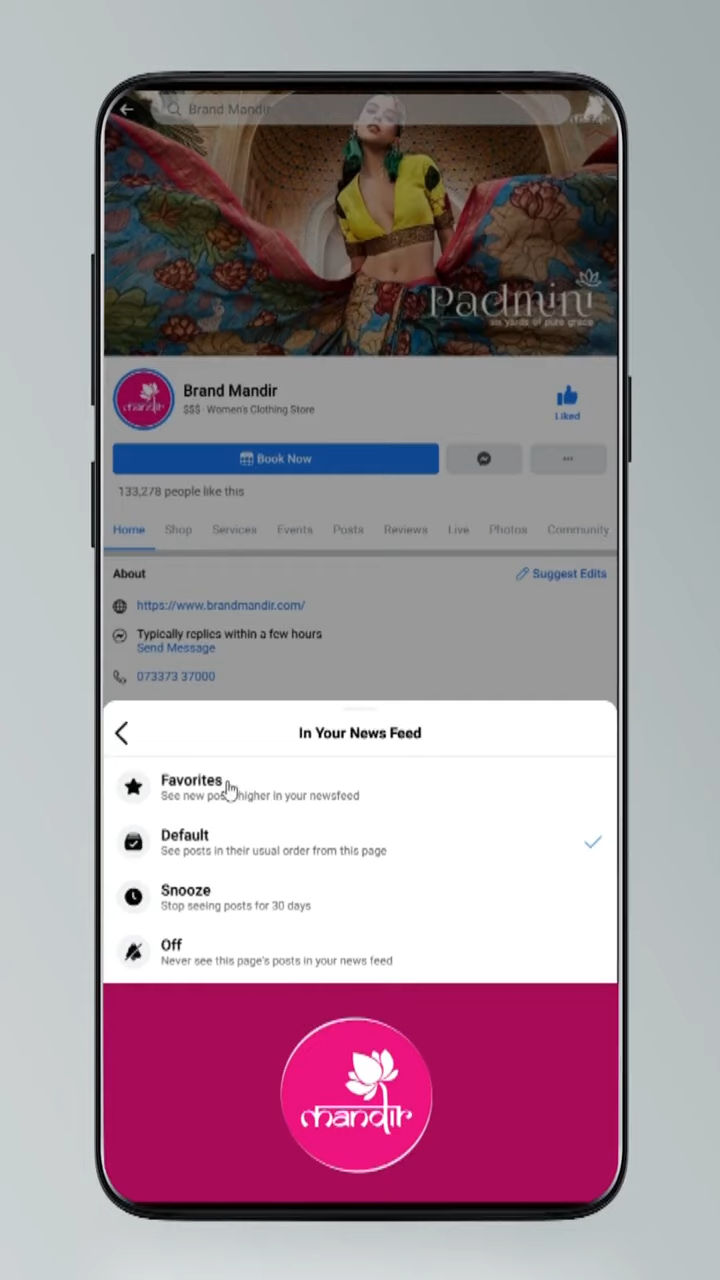 Brand Mandir
Padmini
six yards of pure grace
mandir
Brand Mandir
$$$ · Women's Clothing Store
Liked
Book Now
133,278 people like this
Home Shop Services Events Posts Reviews Live Photos Community
About
Suggest Edits
https://www.brandmandir.com/
Typically replies within a few hours
Send Message
073373 37000
In Your News Feed
Favorites
See new pos higher in your newsfeed
Default
See posts in their usual order from this page
Snooze
Stop seeing posts for 30 days
Off
Never see this page's posts in your news feed
mandir